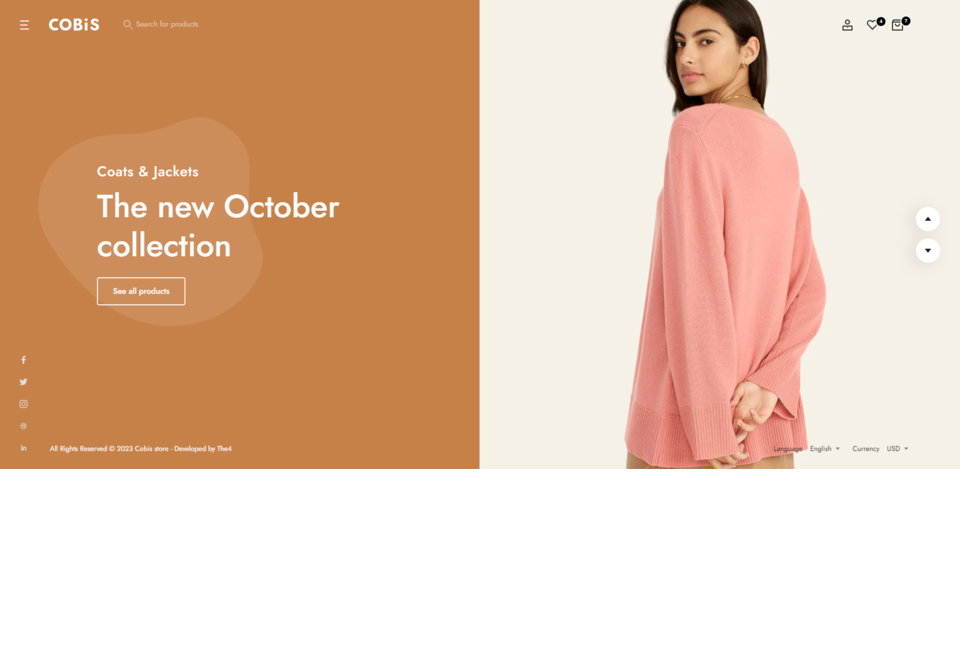 COBiS
Search for products
4
7
Coats & Jackets
The new October
collection
See all products
in
All Rights Reserved © 2023 Cobis store - Developed by The4
Language English
Currency USD